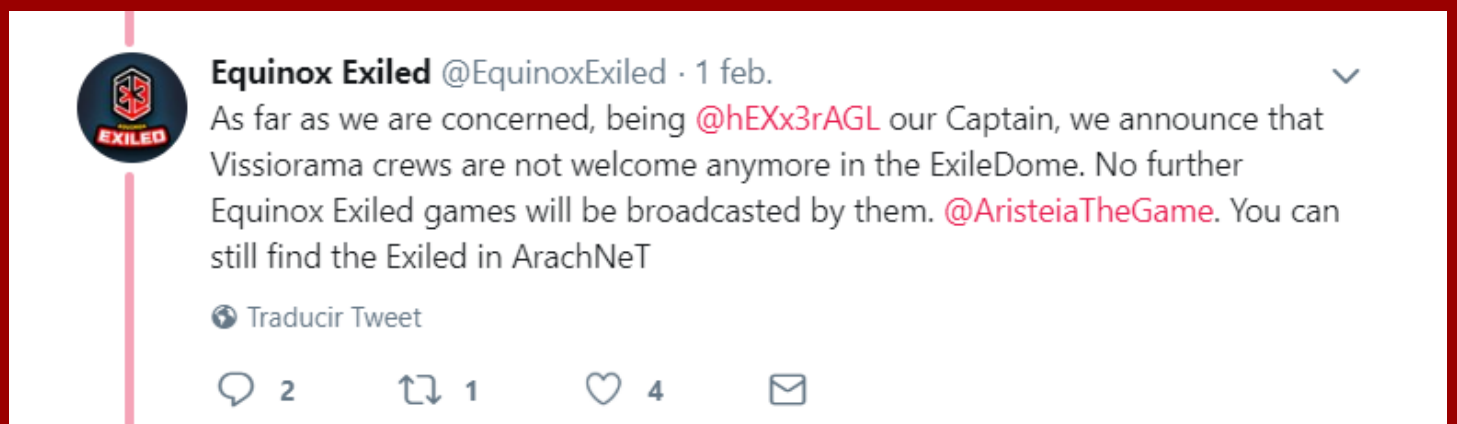 Equinox Exiled @EquinoxExiled · 1 feb.
As far as we are concerned, being @hEXx3rAGL our Captain, we announce that
Vissiorama crews are not welcome anymore in the ExileDome. No further
Equinox Exiled games will be broadcasted by them. @AristeiaTheGame. You can
still find the Exiled in ArachNeT
EXILED
Traducir Tweet
2 1 4